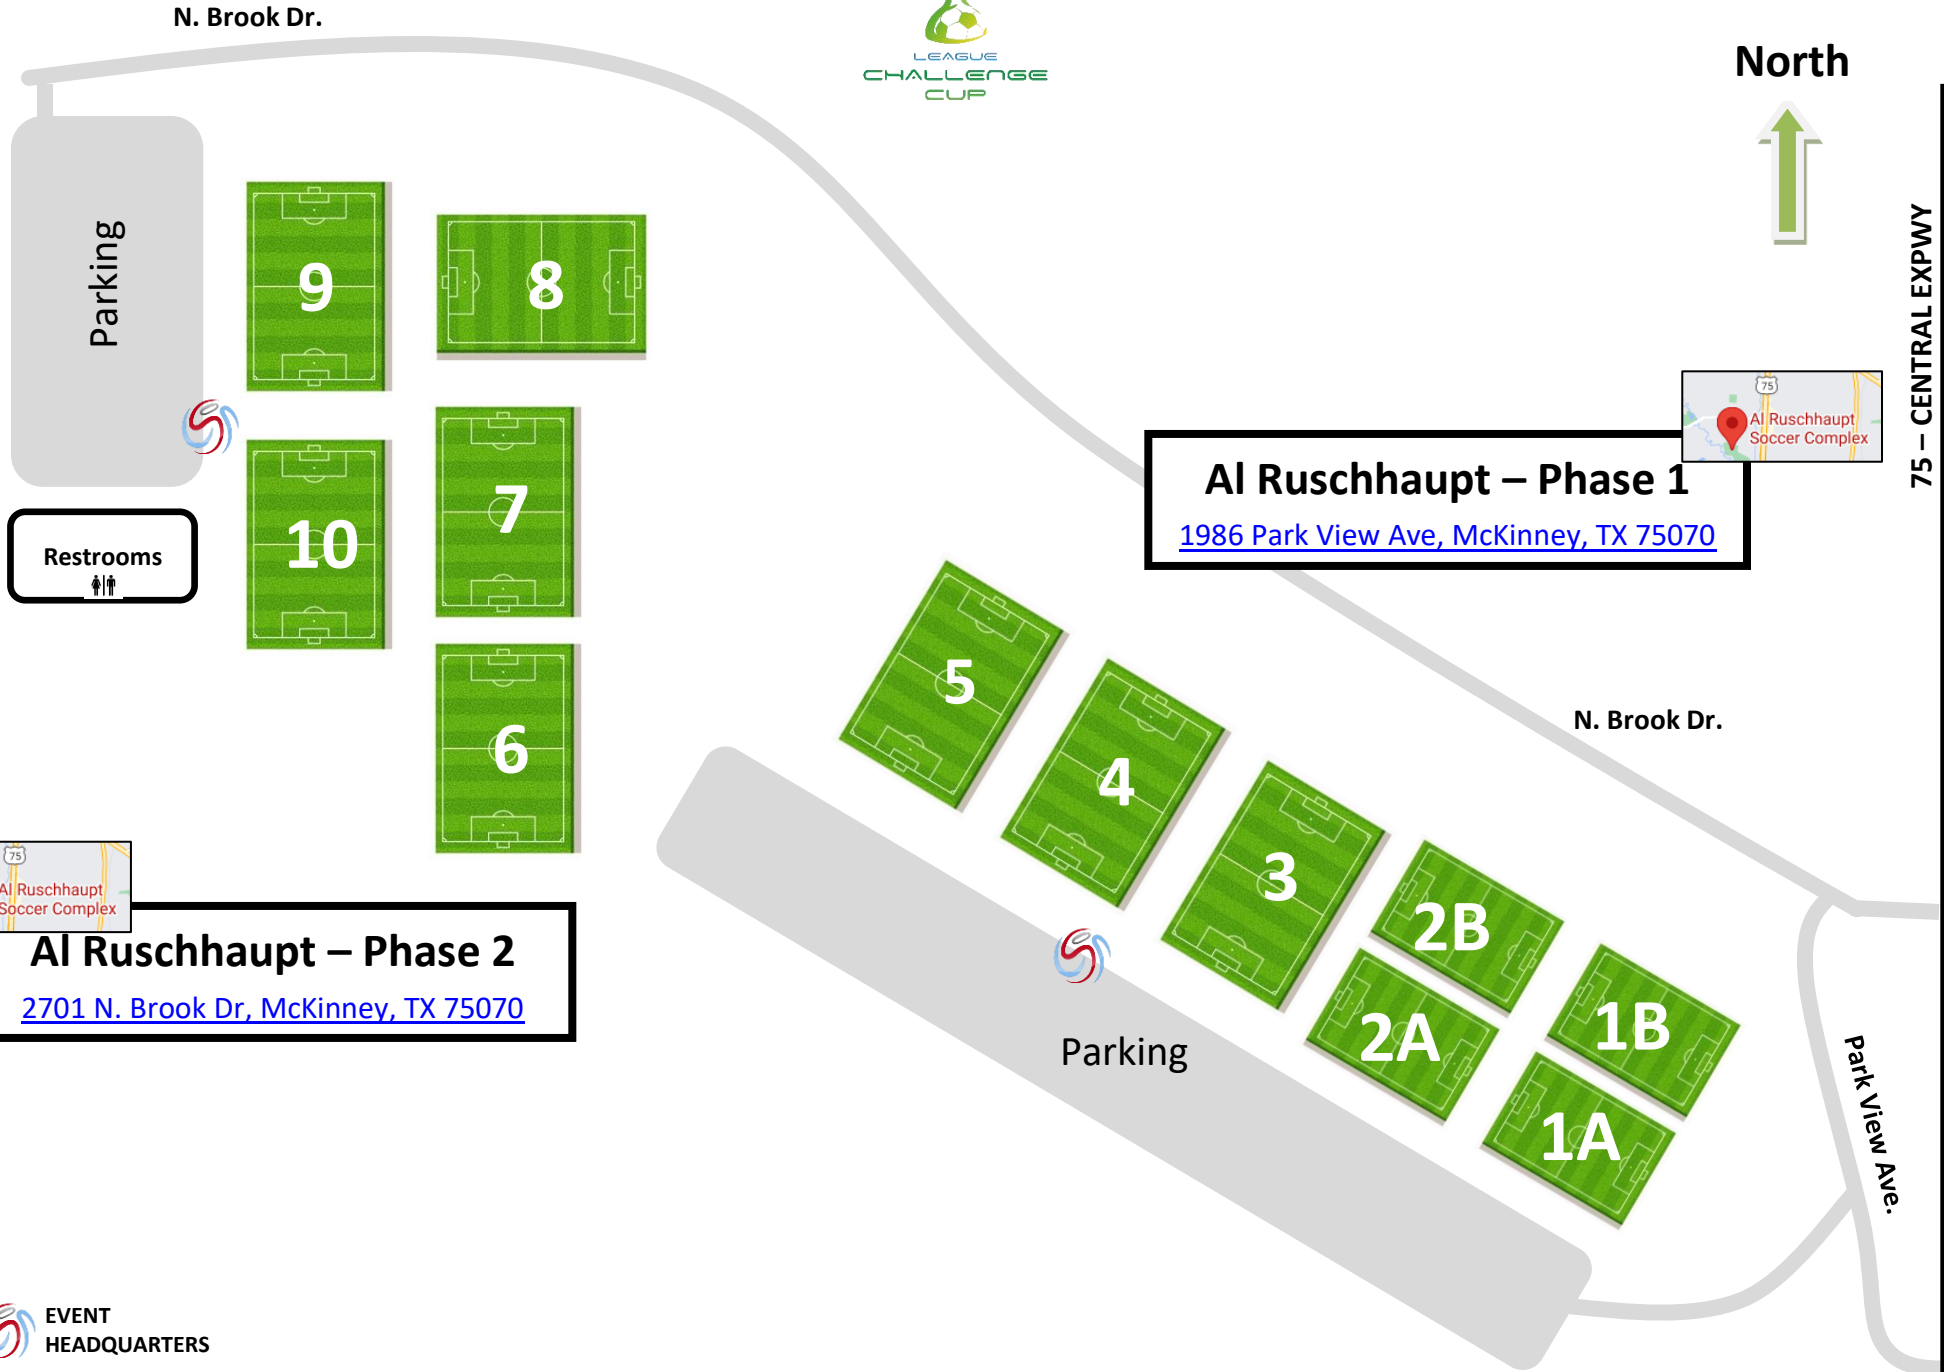 N. Brook Dr.
LEAGUE
CHALLENGE
CUP
North
75 – CENTRAL EXPWY
Parking
9
8
75
Al Ruschhaupt
Soccer Complex
Al Ruschhaupt – Phase 1
1986 Park View Ave, McKinney, TX 75070
10
7
Restrooms
5
4
N. Brook Dr.
6
3
2B
2A
1B
1A
Parking
Park View Ave.
75
Al Ruschhaupt
Soccer Complex
Al Ruschhaupt – Phase 2
2701 N. Brook Dr, McKinney, TX 75070
EVENT
HEADQUARTERS